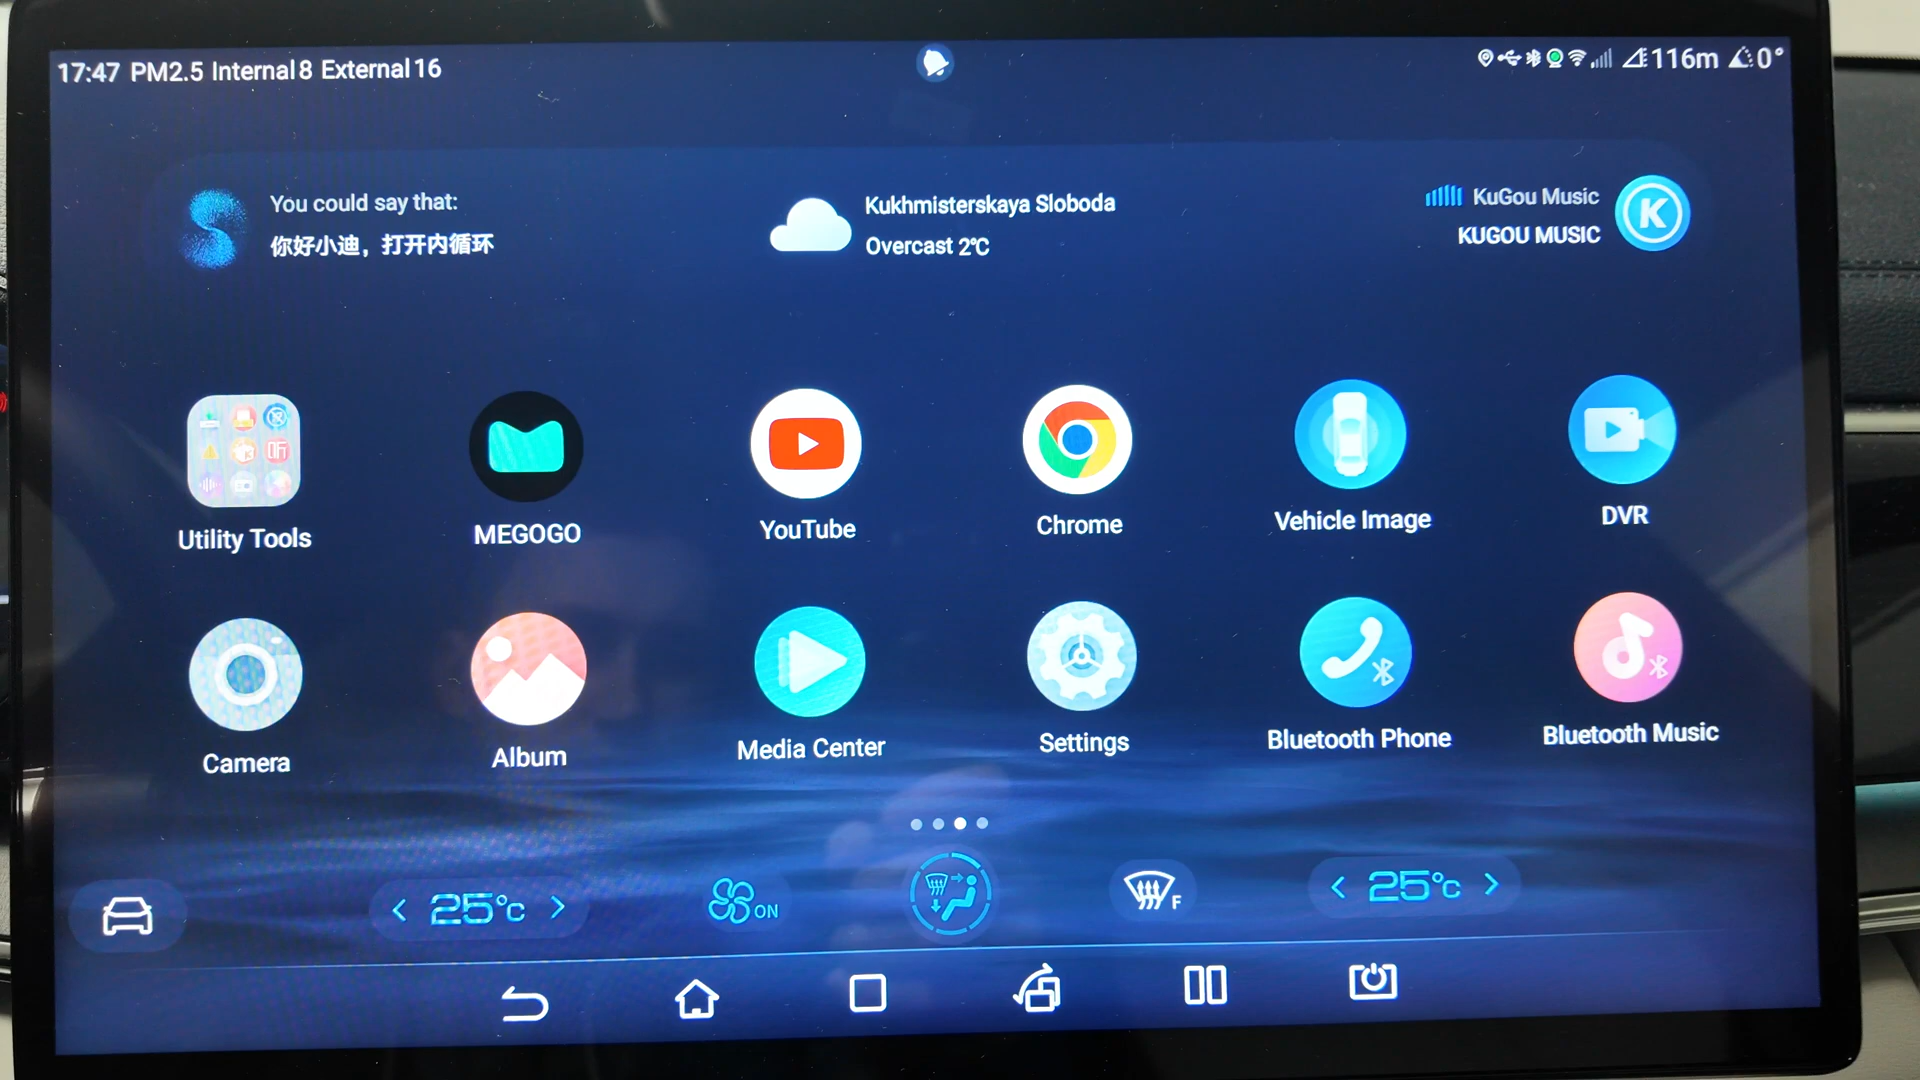 17:47 PM2.5 Internal 8 External 16
116m 0°
You could say that:
你好小迪，打开内循环
Kukhmisterskaya Sloboda
Overcast 2℃
KuGou Music
KUGOU MUSIC
K
Utility Tools
MEGOGO
YouTube
Chrome
Vehicle Image
DVR
Camera
Album
Media Center
Settings
Bluetooth Phone
Bluetooth Music
25°c
ON
F
25°c